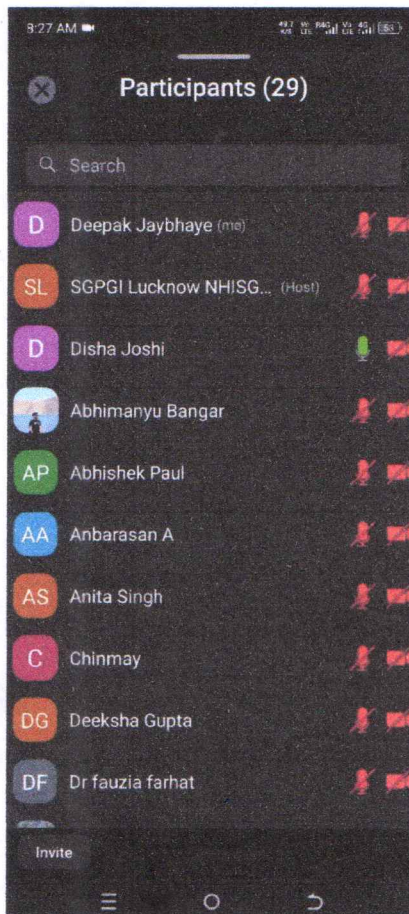 8:27 AM
Participants (29)
Search
D Deepak Jaybhaye (me)
SL SGPGI Lucknow NHISG... (Host)
D Disha Joshi
Abhimanyu Bangar
AP Abhishek Paul
AA Anbarasan A
AS Anita Singh
C Chinmay
DG Deeksha Gupta
DF Dr fauzia farhat
Invite